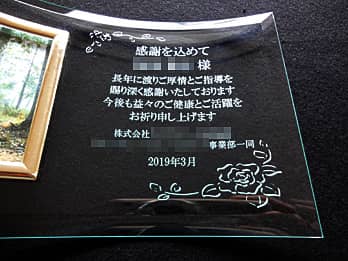 感謝を込めて
様
長年に渡りご厚情とご指導を
賜り深く感謝いたしております
今後も益々のご健康とご活躍を
お祈り申し上げます
株式会社
事業部一同
2019年3月